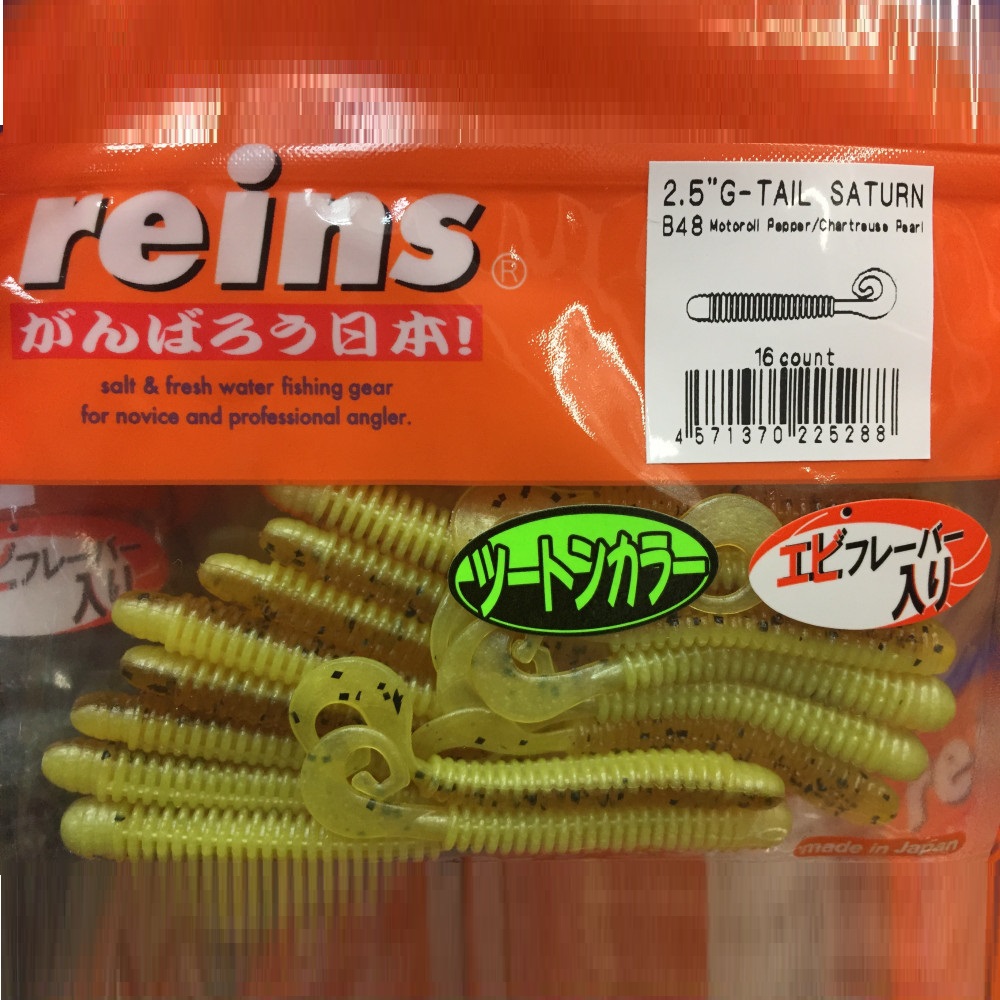 reins®
がんばろう日本!
salt & fresh water fishing gear
for novice and professional angler.
2.5"G-TAIL SATURN
B48 Motoroil Pepper/Chartreuse Pearl
16 count
4 571370 225288
ツートンカラー
エビフレーバー
入り
ビフレーバー
入り
re
made in Japan